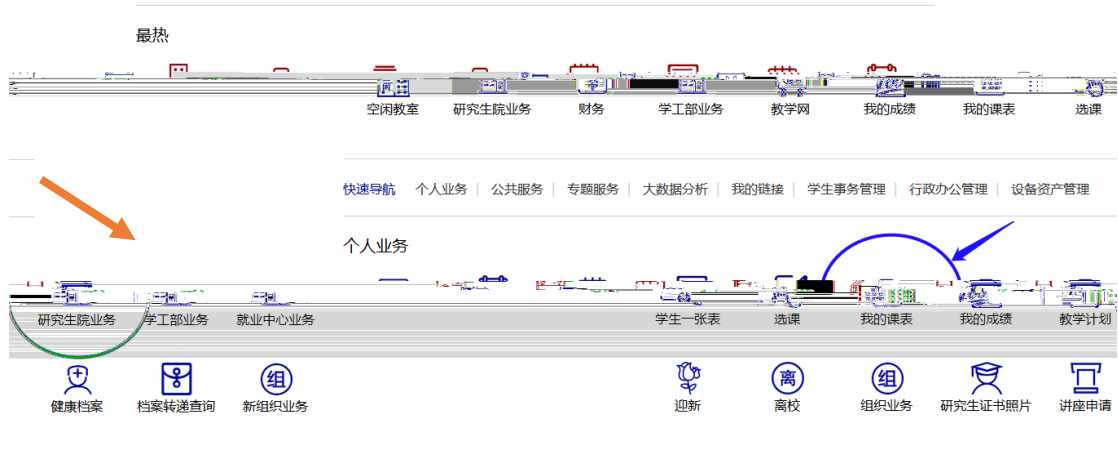 最热
空闲教室 研究生院业务 财务 学工部业务 教学网 我的成绩 我的课表 选课
快速导航 个人业务 | 公共服务 | 专题服务 | 大数据分析 | 我的链接 | 学生事务管理 | 行政办公管理 | 设备资产管理
个人业务
研究生院业务 学工部业务 就业中心业务 学生一张表 选课 我的课表 我的成绩 教学计划
组 离 组
健康档案 档案转递查询 新组织业务 迎新 离校 组织业务 研究生证书照片 讲座申请